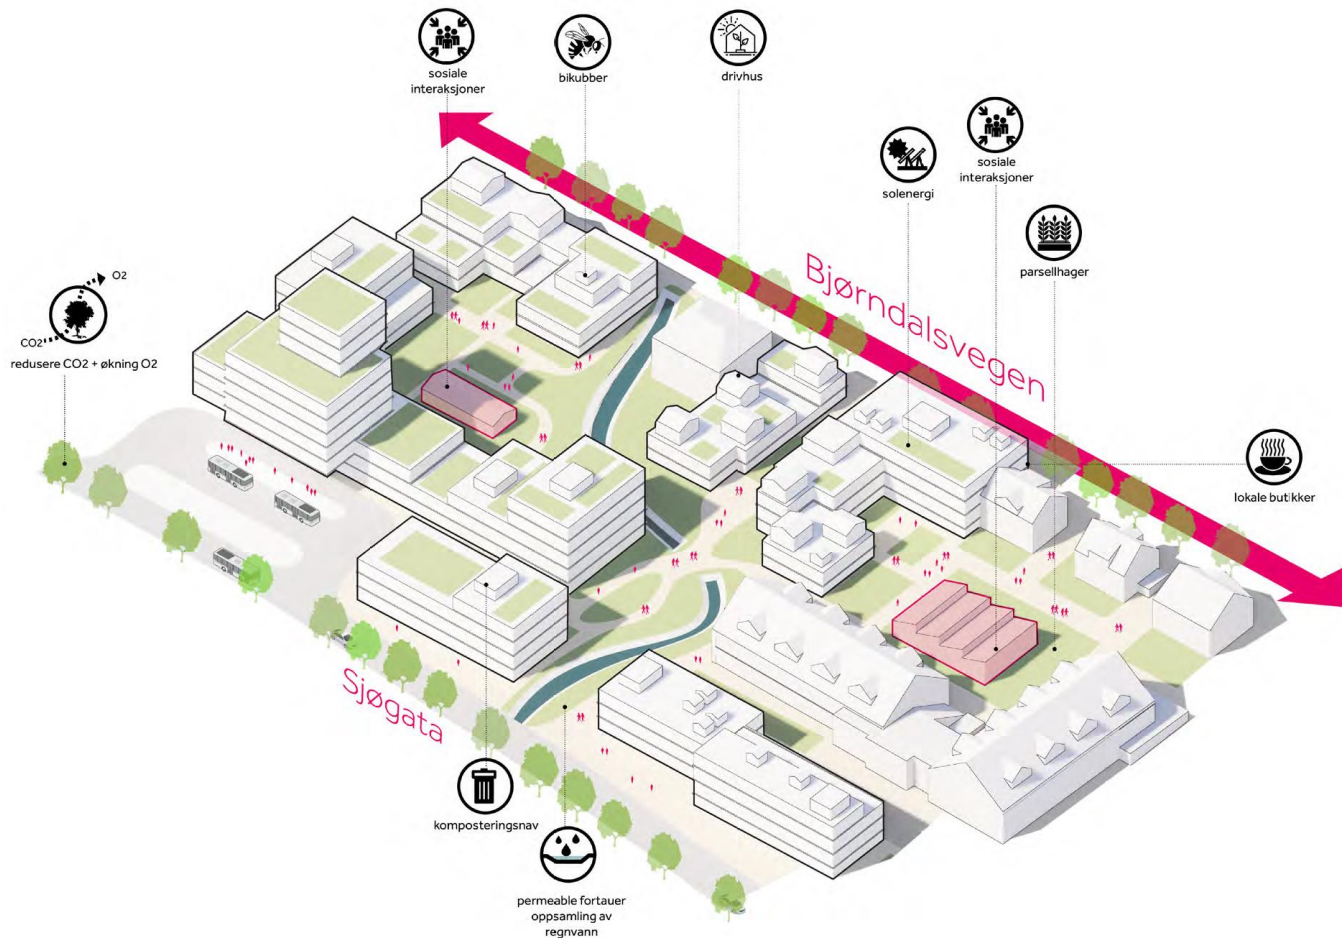 sosiale
interaksjoner
bikubber
drivhus
solenergi
sosiale
interaksjoner
parsellhager
Bjørndalsvegen
O2
CO2
redusere CO2 + økning O2
lokale butikker
Sjøgata
komposteringsnav
permeable fortauer
oppsamling av
regnvann